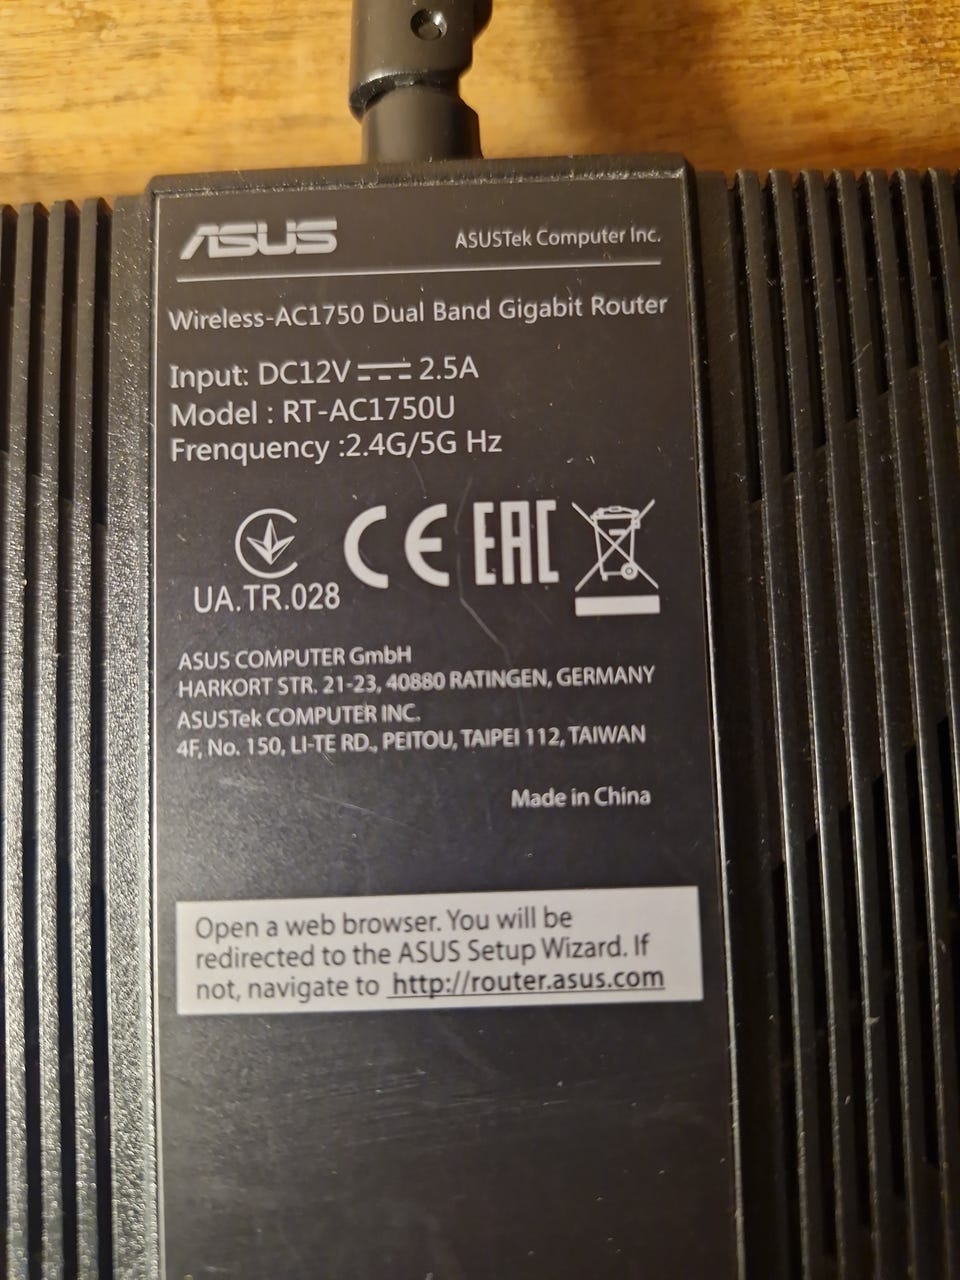 ASUS
ASUSTek Computer Inc.
Wireless-AC1750 Dual Band Gigabit Router
Input: DC12V ⎓ 2.5A
Model : RT-AC1750U
Frenquency :2.4G/5G Hz
UA.TR.028
CE EAC
ASUS COMPUTER GmbH
HARKORT STR. 21-23, 40880 RATINGEN, GERMANY
ASUSTek COMPUTER INC.
4F, No. 150, LI-TE RD., PEITOU, TAIPEI 112, TAIWAN
Made in China
Open a web browser. You will be
redirected to the ASUS Setup Wizard. If
not, navigate to http://router.asus.com